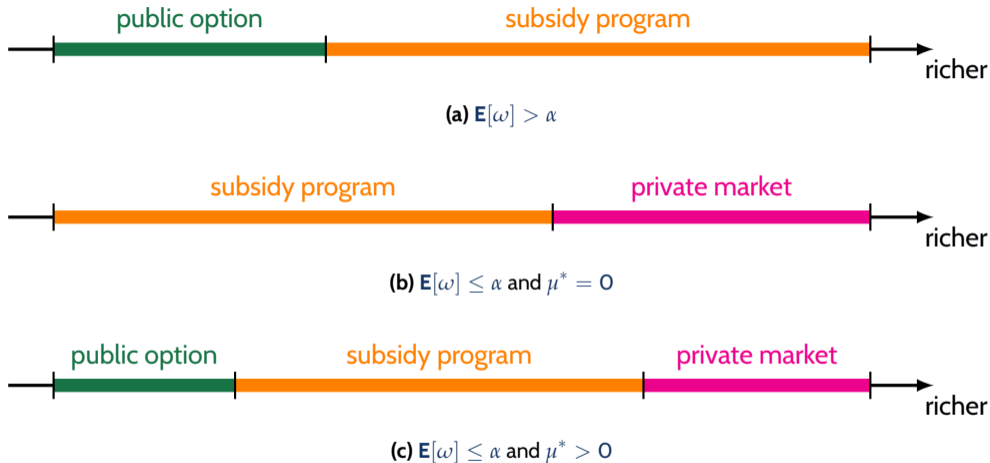 public option subsidy program
richer
(a) E[ω] > α
subsidy program private market
richer
(b) E[ω] ≤ α and μ* = 0
public option subsidy program private market
richer
(c) E[ω] ≤ α and μ* > 0